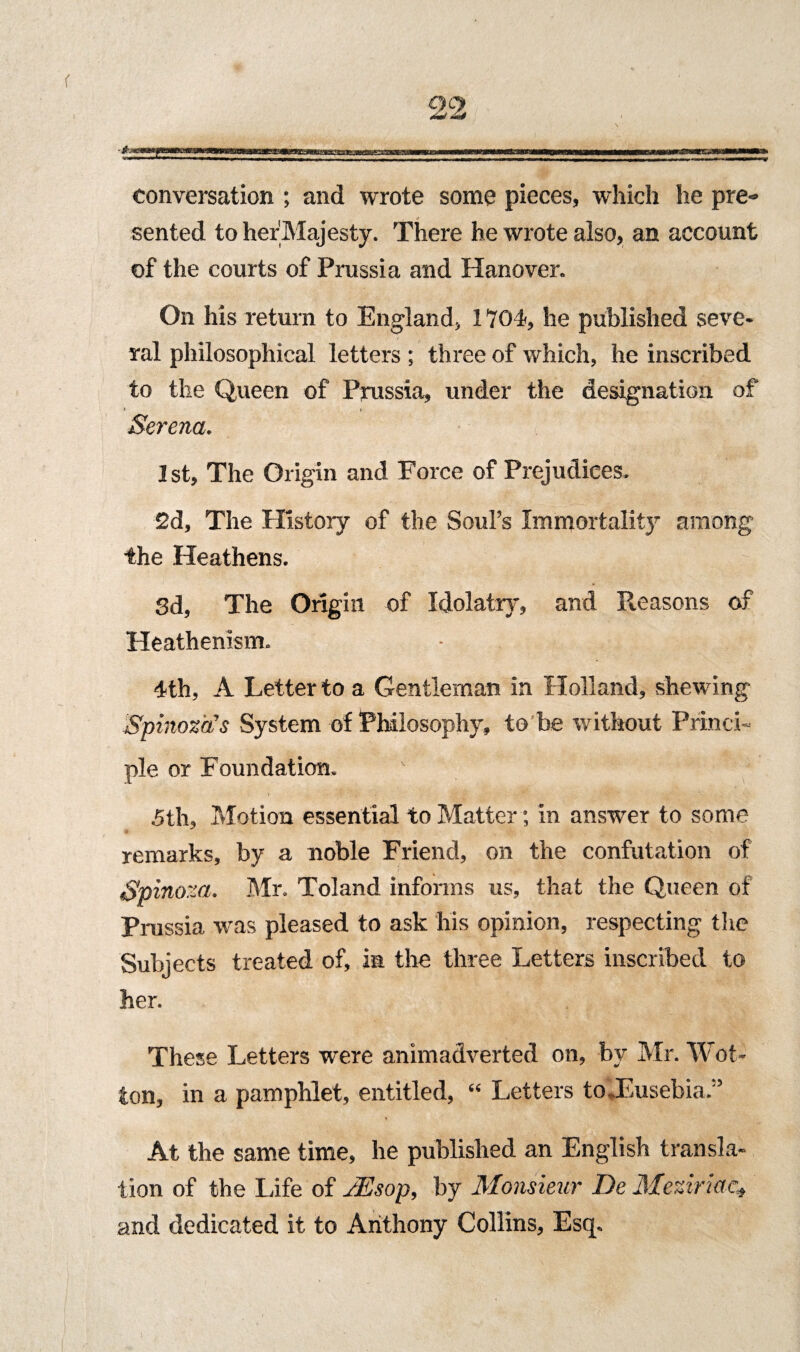 22
conversation ; and wrote some pieces, which he pre-
sented to her Majesty. There he wrote also, an account
of the courts of Prussia and Hanover.
On his return to England, 1704, he published seve-
ral philosophical letters ; three of which, he inscribed
to the Queen of Prussia, under the designation of
Serena.
1st, The Origin and Force of Prejudices.
2d, The History of the Soul's Immortality among
the Heathens.
3d, The Origin of Idolatry, and Reasons of
Heathenism.
4th, A Letter to a Gentleman in Holland, shewing
Spinoza's System of Philosophy, to be without Princi-
ple or Foundation.
5th, Motion essential to Matter; in answer to some
remarks, by a noble Friend, on the confutation of
Spinoza. Mr. Toland informs us, that the Queen of
Prussia was pleased to ask his opinion, respecting the
Subjects treated of, in the three Letters inscribed to
her.
These Letters were animadverted on, by Mr. Wot-
ton, in a pamphlet, entitled, “ Letters to Eusebia.”
At the same time, he published an English transla-
tion of the Life of Æsop, by Monsieur De Meziriac,
and dedicated it to Anthony Collins, Esq.